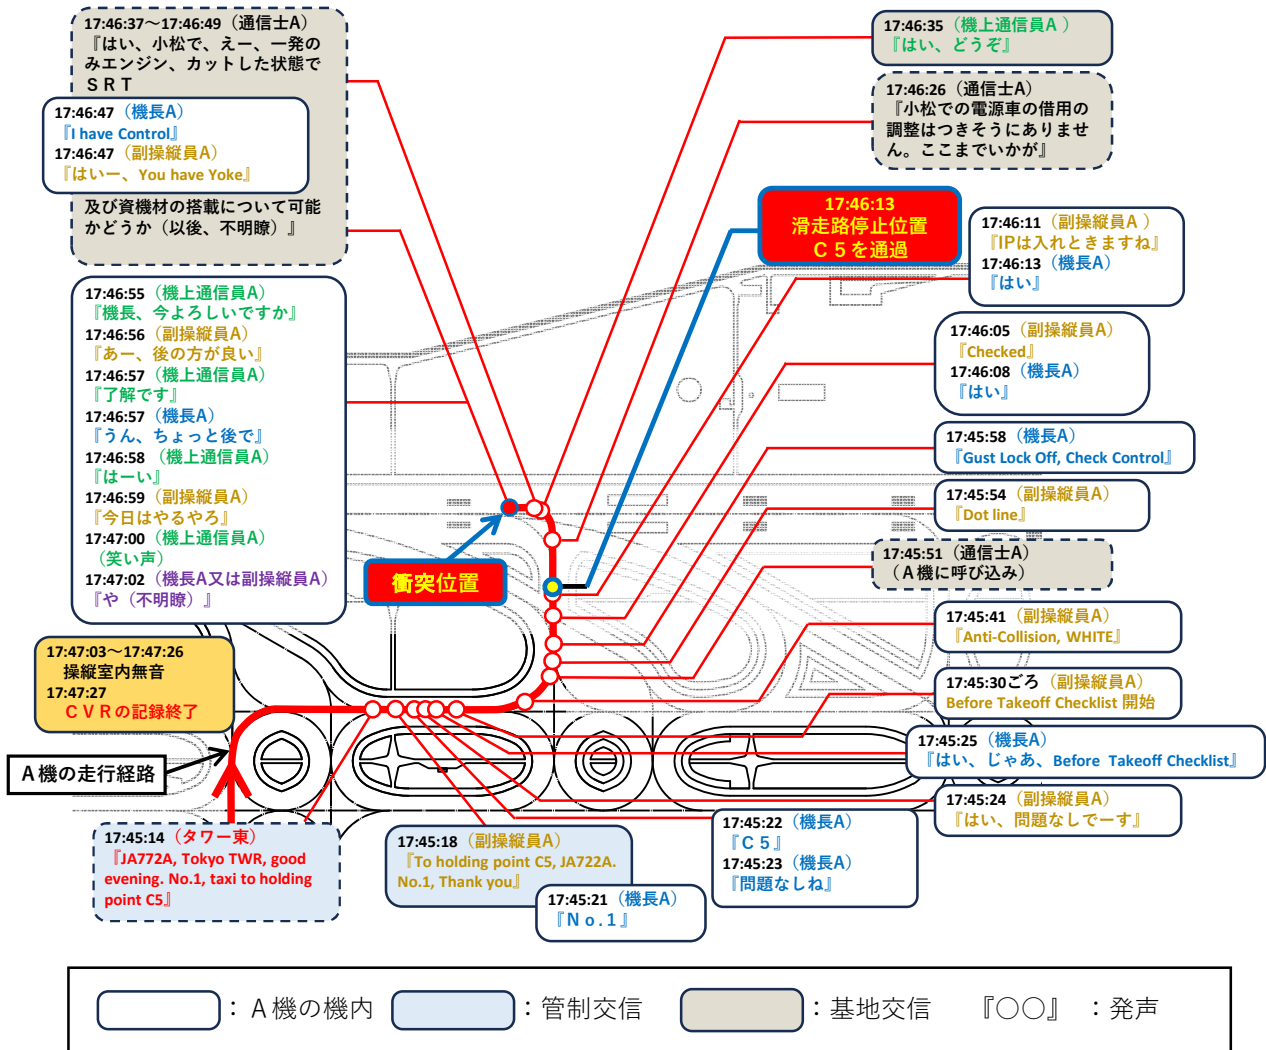 17:46:37～17:46:49（通信士A）
『はい、小松で、えー、一発の
みエンジン、カットした状態で
ＳＲＴ
17:46:47（機長A）
『I have Control』
17:46:47（副操縦員A）
『はいー、You have Yoke』
及び資機材の搭載について可能
かどうか（以後、不明瞭）』
17:46:55（機上通信員A）
『機長、今よろしいですか』
17:46:56（副操縦員A）
『あー、後の方が良い』
17:46:57（機上通信員A）
『了解です』
17:46:57（機長A）
『うん、ちょっと後で』
17:46:58（機上通信員A）
『はーい』
17:46:59（副操縦員A）
『今日はやるやろ』
17:47:00（機上通信員A）
（笑い声）
17:47:02（機長A又は副操縦員A）
『や（不明瞭）』
17:47:03～17:47:26
操縦室内無音
17:47:27
ＣＶＲの記録終了
Ａ機の走行経路
衝突位置
17:46:35（機上通信員A ）
『はい、どうぞ』
17:46:26（通信士A）
『小松での電源車の借用の
調整はつきそうにありませ
ん。ここまでいかが』
17:46:13
滑走路停止位置
Ｃ５を通過
17:46:11（副操縦員A ）
『IPは入れときますね』
17:46:13（機長A）
『はい』
17:46:05（副操縦員A）
『Checked』
17:46:08（機長A）
『はい』
17:45:58（機長A）
『Gust Lock Off, Check Control』
17:45:54（副操縦員A）
『Dot line』
17:45:51（通信士A）
（Ａ機に呼び込み）
17:45:41（副操縦員A）
『Anti-Collision, WHITE』
17:45:30ごろ（副操縦員A）
Before Takeoff Checklist 開始
17:45:25（機長A）
『はい、じゃあ、Before Takeoff Checklist』
17:45:24（副操縦員A）
『はい、問題なしでーす』
17:45:22（機長A）
『Ｃ５』
17:45:23（機長A）
『問題なしね』
17:45:14（タワー東）
『JA772A, Tokyo TWR, good
evening. No.1, taxi to holding
point C5』
17:45:18（副操縦員A）
『To holding point C5, JA722A.
No.1, Thank you』
17:45:21（機長A）
『Ｎｏ.１』
：Ａ機の機内 ：管制交信 ：基地交信 『〇〇』：発声